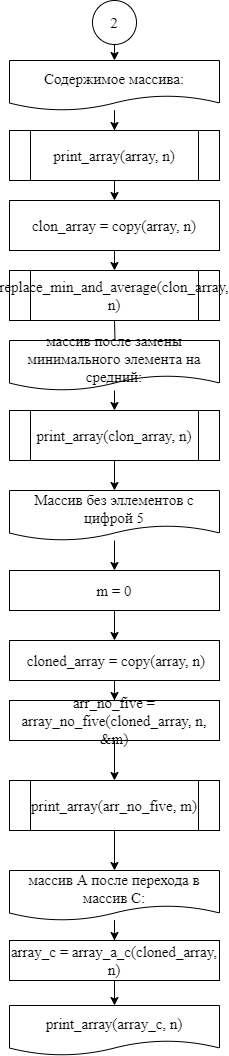 2
Содержимое массива:
print_array(array, n)
clon_array = copy(array, n)
replace_min_and_average(clon_array,
n)
массив после замены
минимального элемента на
средний:
print_array(clon_array, n)
Массив без эллементов с
цифрой 5
m = 0
cloned_array = copy(array, n)
arr_no_five =
array_no_five(cloned_array, n,
&m)
print_array(arr_no_five, m)
массив А после перехода в
массив С:
array_c = array_a_c(cloned_array,
n)
print_array(array_c, n)